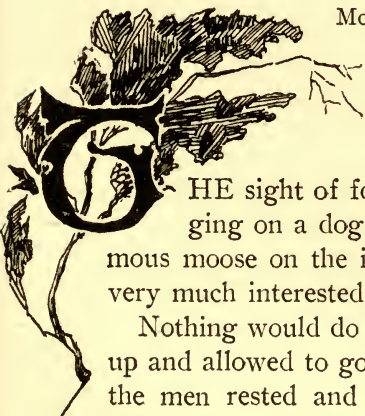 Mo
THE sight of fo
ging on a dog
mous moose on the i
very much interested
Nothing would do
up and allowed to go
the men rested and